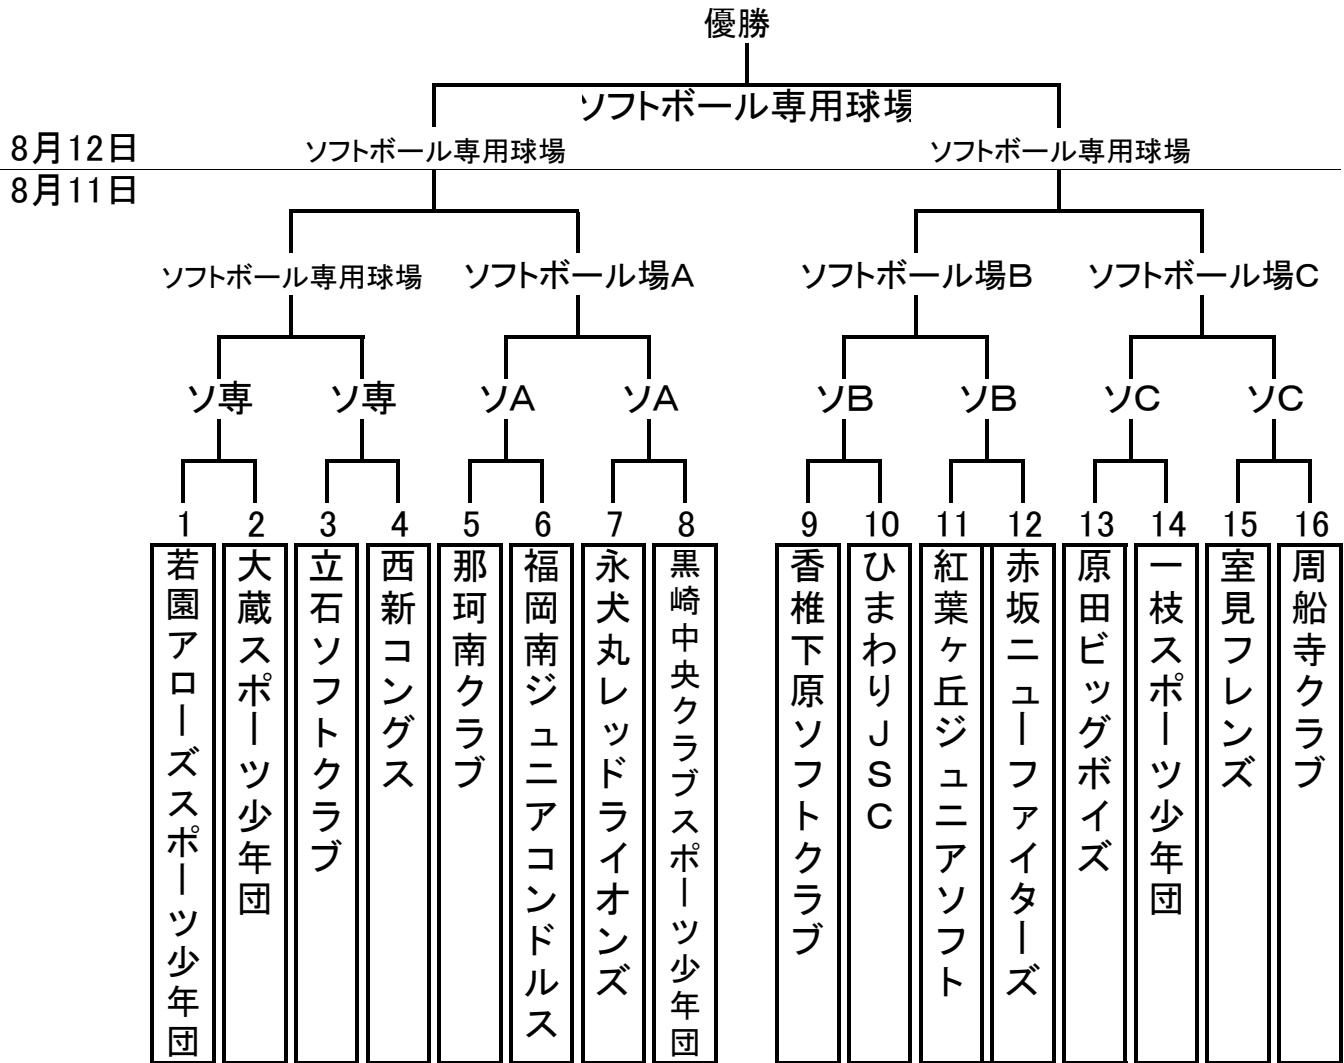 優勝
ソフトボール専用球場
8月12日
ソフトボール専用球場
ソフトボール専用球場
8月11日
ソフトボール専用球場
ソフトボール場A
ソフトボール場B
ソフトボール場C
ソ専
ソ専
ソA
ソA
ソB
ソB
ソC
ソC
1
2
3
4
5
6
7
8
9
10
11
12
13
14
15
16
若園アローズスポーツ少年団
大蔵スポーツ少年団
立石ソフトクラブ
西新コングス
那珂南クラブ
福岡南ジュニアコンドルス
永犬丸レッドライオンズ
黒崎中央クラブスポーツ少年団
香椎下原ソフトクラブ
ひまわりJSC
紅葉ヶ丘ジュニアソフト
赤坂ニューファイターズ
原田ビッグボイズ
一枝スポーツ少年団
室見フレンズ
周船寺クラブ